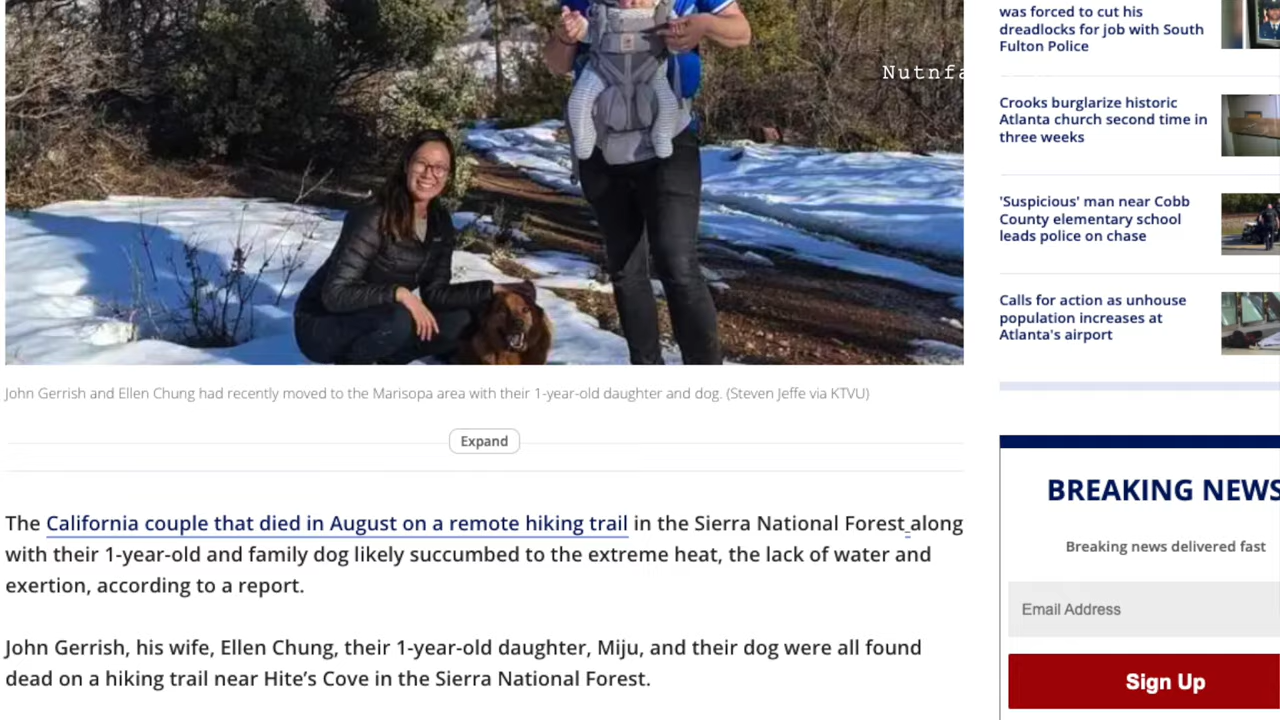 was forced to cut his
dreadlocks for job with South
Fulton Police
Nutnfa
Crooks burglarize historic
Atlanta church second time in
three weeks
'Suspicious' man near Cobb
County elementary school
leads police on chase
Calls for action as unhouse
population increases at
Atlanta's airport
John Gerrish and Ellen Chung had recently moved to the Marisopa area with their 1-year-old daughter and dog. (Steven Jeffe via KTVU)
Expand
The California couple that died in August on a remote hiking trail in the Sierra National Forest along
with their 1-year-old and family dog likely succumbed to the extreme heat, the lack of water and
exertion, according to a report.
John Gerrish, his wife, Ellen Chung, their 1-year-old daughter, Miju, and their dog were all found
dead on a hiking trail near Hite’s Cove in the Sierra National Forest.
BREAKING NEWS
Breaking news delivered fast
Email Address
Sign Up